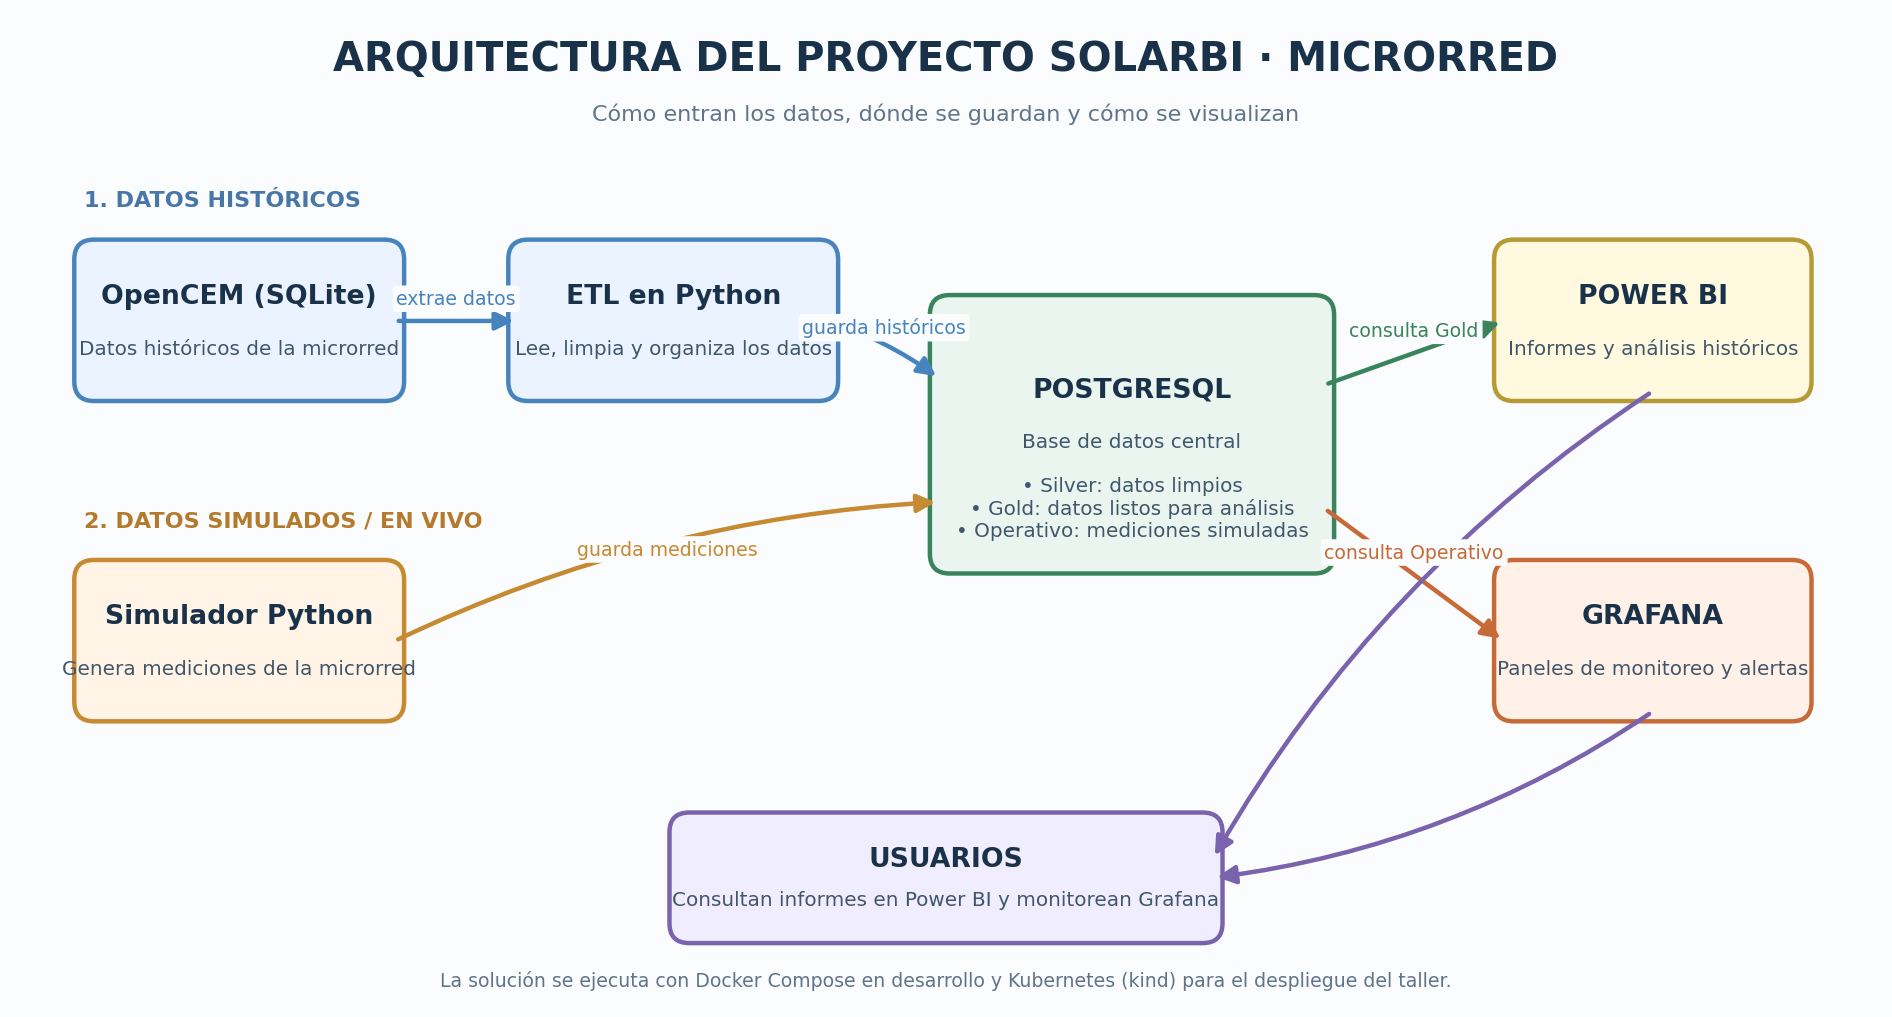 ARQUITECTURA DEL PROYECTO SOLARBI · MICRORRED
Cómo entran los datos, dónde se guardan y cómo se visualizan
1. DATOS HISTÓRICOS
OpenCEM (SQLite)
Datos históricos de la microrred
extrae datos
ETL en Python
Lee, limpia y organiza los datos
guarda históricos
POSTGRESQL
Base de datos central
• Silver: datos limpios
• Gold: datos listos para análisis
• Operativo: mediciones simuladas
consulta Gold
POWER BI
Informes y análisis históricos
2. DATOS SIMULADOS / EN VIVO
Simulador Python
Genera mediciones de la microrred
guarda mediciones
consulta Operativo
GRAFANA
Paneles de monitoreo y alertas
USUARIOS
Consultan informes en Power BI y monitorean Grafana
La solución se ejecuta con Docker Compose en desarrollo y Kubernetes (kind) para el despliegue del taller.